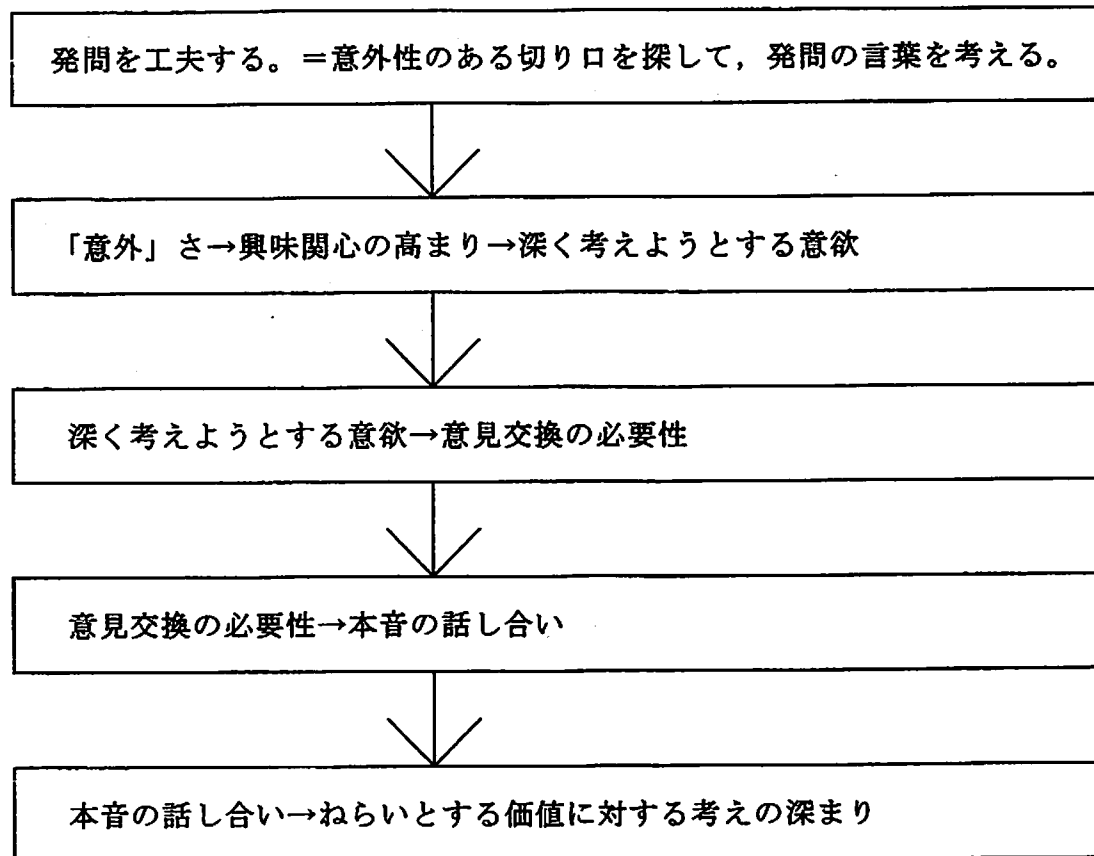 発問を工夫する。＝意外性のある切り口を探して，発問の言葉を考える。
「意外」さ→興味関心の高まり→深く考えようとする意欲
深く考えようとする意欲→意見交換の必要性
意見交換の必要性→本音の話し合い
本音の話し合い→ねらいとする価値に対する考えの深まり